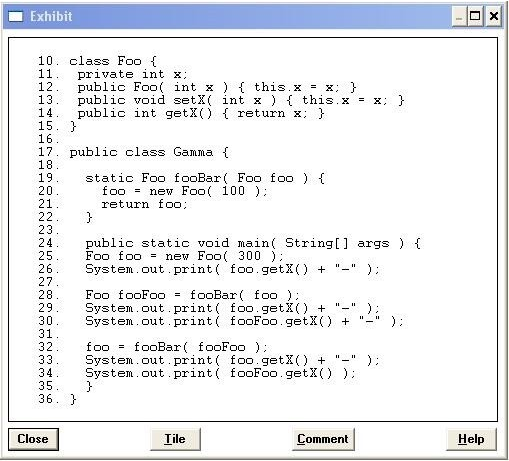 Exhibit
10. class Foo {
11.  private int x;
12.  public Foo( int x ) { this.x = x; }
13.  public void setX( int x ) { this.x = x; }
14.  public int getX() { return x; }
15. }
16.
17. public class Gamma {
18.
19.   static Foo fooBar( Foo foo ) {
20.     foo = new Foo( 100 );
21.     return foo;
22.   }
23.
24.   public static void main( String[] args ) {
25.   Foo foo = new Foo( 300 );
26.   System.out.print( foo.getX() + "-" );
27.
28.   Foo fooFoo = fooBar( foo );
29.   System.out.print( foo.getX() + "-" );
30.   System.out.print( fooFoo.getX() + "-" );
31.
32.   foo = fooBar( fooFoo );
33.   System.out.print( foo.getX() + "-" );
34.   System.out.print( fooFoo.getX() );
35.   }
36. }
Close Tile Comment Help